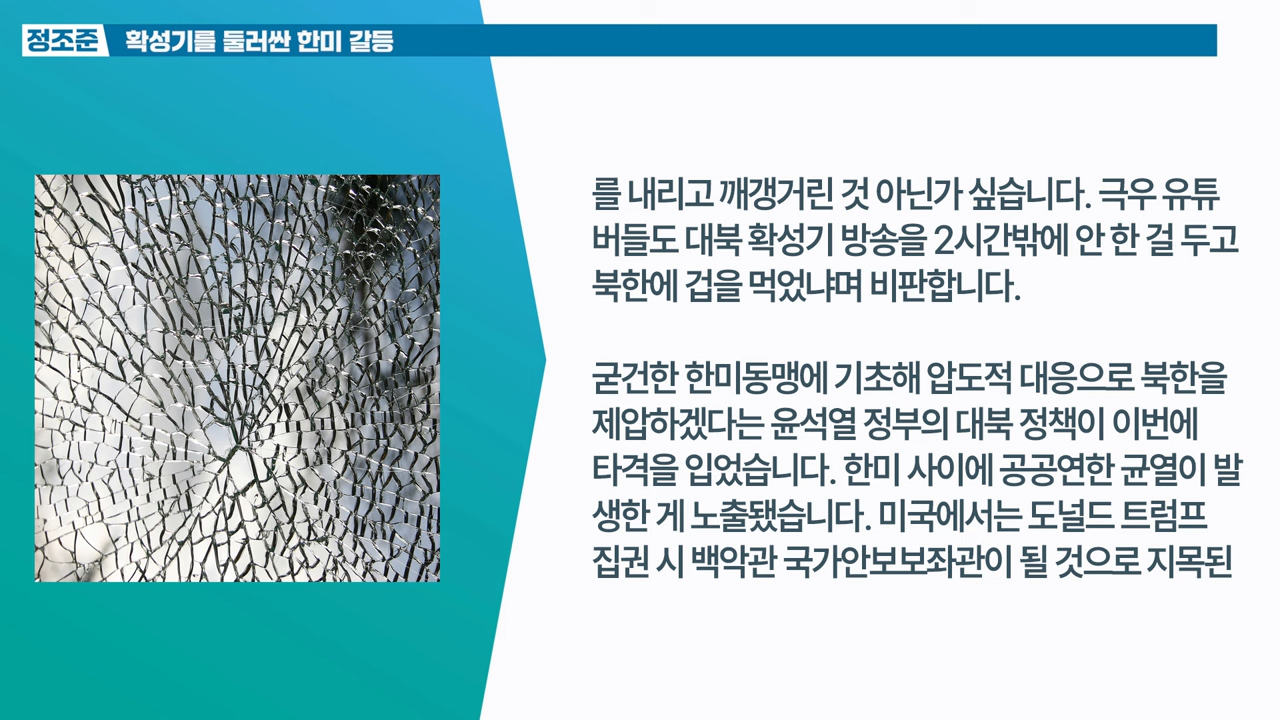 정조준 확성기를 둘러싼 한미 갈등
를 내리고 깨갱거린 것 아닌가 싶습니다. 극우 유튜
버들도 대북 확성기 방송을 2시간밖에 안 한 걸 두고
북한에 겁을 먹었냐며 비판합니다.
굳건한 한미동맹에 기초해 압도적 대응으로 북한을
제압하겠다는 윤석열 정부의 대북 정책이 이번에
타격을 입었습니다. 한미 사이에 공공연한 균열이 발
생한 게 노출됐습니다. 미국에서는 도널드 트럼프
집권 시 백악관 국가안보보좌관이 될 것으로 지목된